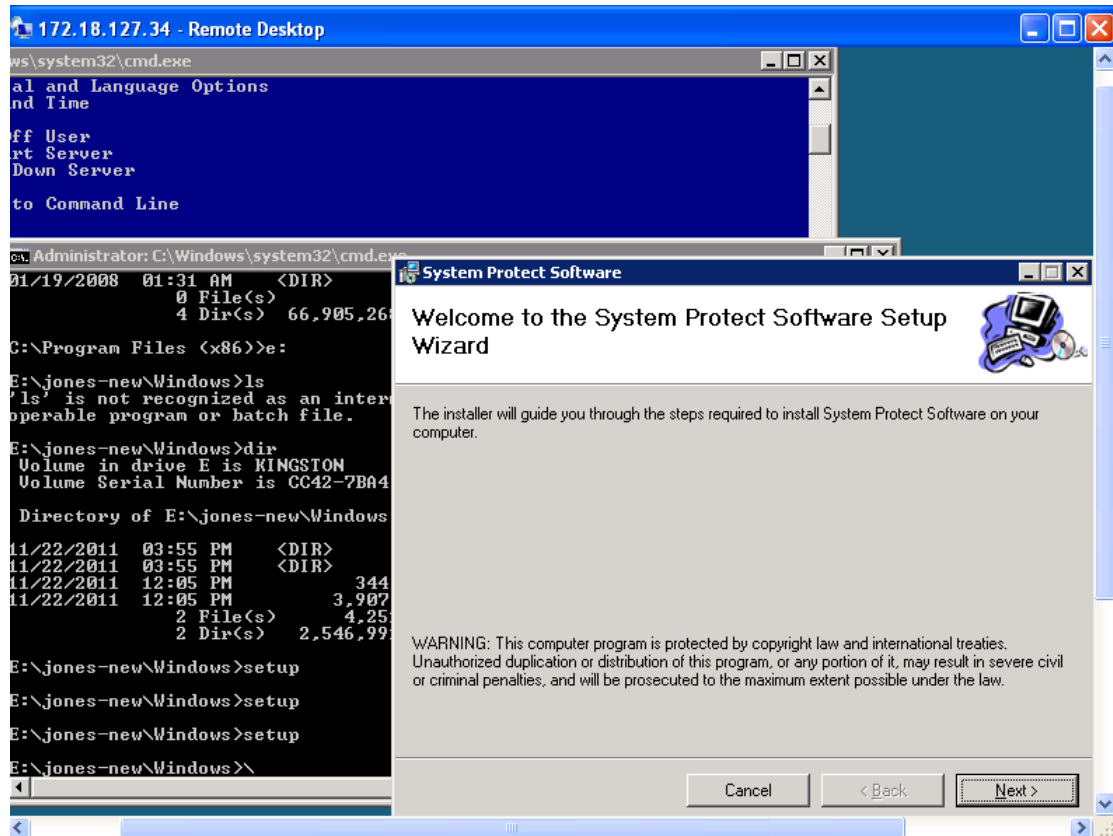 172.18.127.34 - Remote Desktop
ws\system32\cmd.exe
al and Language Options
nd Time
ff User
rt Server
Down Server
to Command Line
Administrator: C:\Windows\system32\cmd.exe
01/19/2008 01:31 AM <DIR>
0 File(s)
4 Dir(s) 66,905,26
C:\Program Files (x86)>e:
E:\jones-new\Windows>ls
'ls' is not recognized as an inter
operable program or batch file.
E:\jones-new\Windows>dir
Volume in drive E is KINGSTON
Volume Serial Number is CC42-7BA4
Directory of E:\jones-new\Windows
11/22/2011 03:55 PM <DIR>
11/22/2011 03:55 PM <DIR>
11/22/2011 12:05 PM 344
11/22/2011 12:05 PM 3,907
2 File(s) 4,25
2 Dir(s) 2,546,99
E:\jones-new\Windows>setup
E:\jones-new\Windows>setup
E:\jones-new\Windows>setup
E:\jones-new\Windows>\
System Protect Software
Welcome to the System Protect Software Setup
Wizard
The installer will guide you through the steps required to install System Protect Software on your
computer.
WARNING: This computer program is protected by copyright law and international treaties.
Unauthorized duplication or distribution of this program, or any portion of it, may result in severe civil
or criminal penalties, and will be prosecuted to the maximum extent possible under the law.
Cancel
< Back
Next >